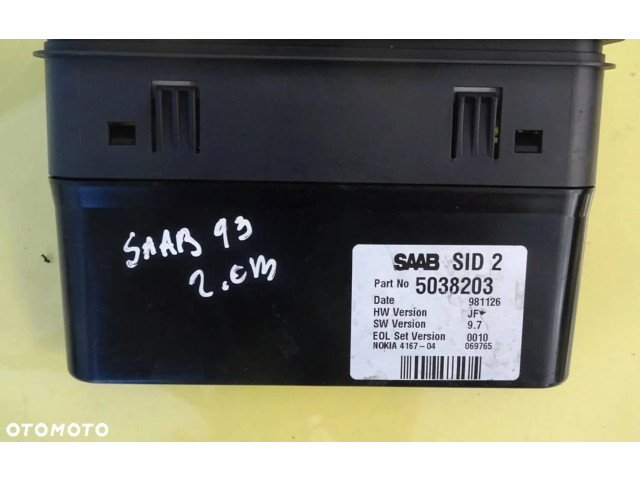 SAAB 93
2.0B
SAAB SID 2
Part No 5038203
Date 981126
HW Version JF
SW Version 9.7
EOL Set Version 0010
NOKIA 4167-04 069765
OTOMOTO